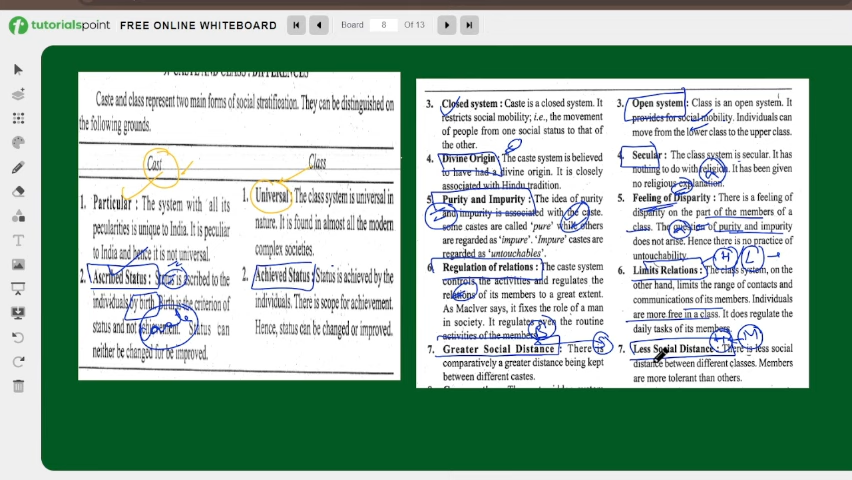 tutorialspoint FREE ONLINE WHITEBOARD
Board 8 Of 13
A CASTE AND CLASS : DIFFERENCES
Caste and class represent two main forms of social stratification. They can be distinguished on
the following grounds.
Cast
Class
1. Particular : The system with all its
peculiarities is unique to India. It is peculiar
to India and hence it is not universal.
2. Ascribed Status : Status is ascribed to the
individuals by birth. Birth is the criterion of
status and not achievement. Status can
neither be changed for be improved.
1. Universal : The class system is universal in
nature. It is found in almost all the modern
complex societies.
2. Achieved Status : Status is achieved by the
individuals. There is scope for achievement.
Hence, status can be changed or improved.
3. Closed system : Caste is a closed system. It
restricts social mobility; i.e., the movement
of people from one social status to that of
the other.
4. Divine Origin : The caste system is believed
to have had a divine origin. It is closely
associated with Hindu tradition.
5. Purity and Impurity : The idea of purity
and impurity is associated with the caste.
some castes are called 'pure' while others
are regarded as 'impure'. 'Impure' castes are
regarded as 'untouchables'.
6. Regulation of relations : The caste system
controls the activities and regulates the
relations of its members to a great extent.
As MacIver says, it fixes the role of a man
in society. It regulates even the routine
activities of the members.
7. Greater Social Distance : There is
comparatively a greater distance being kept
between different castes.
3. Open system : Class is an open system. It
provides for social mobility. Individuals can
move from the lower class to the upper class.
4. Secular : The class system is secular. It has
nothing to do with religion. It has been given
no religious explanation.
5. Feeling of Disparity : There is a feeling of
disparity on the part of the members of a
class. The question of purity and impurity
does not arise. Hence there is no practice of
untouchability.
6. Limits Relations : The class system, on the
other hand, limits the range of contacts and
communications of its members. Individuals
are more free in a class. It does regulate the
daily tasks of its members.
7. Less Social Distance : There is less social
distance between different classes. Members
are more tolerant than others.
H L
S S
H M